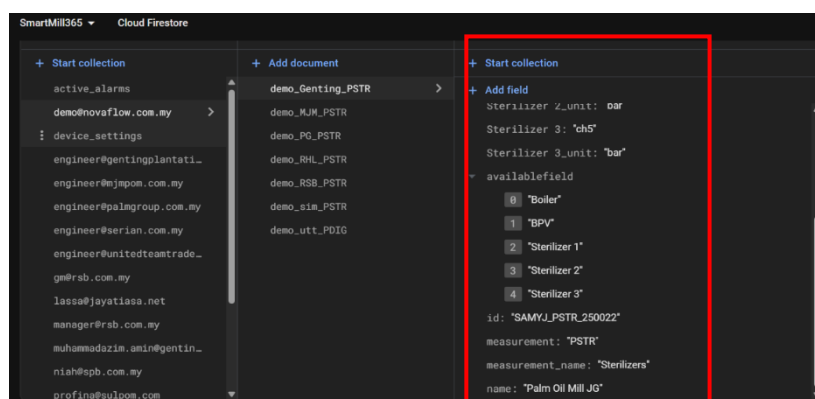 SmartMill365 Cloud Firestore
+ Start collection
active_alarms
demo@novaflow.com.my
device_settings
engineer@gentingplantati…
engineer@mjmpom.com.my
engineer@palmgroup.com.my
engineer@serian.com.my
engineer@unitedteamtrade…
gm@rsb.com.my
lassa@jayatiasa.net
manager@rsb.com.my
muhammadazim.amin@gentin…
niah@spb.com.my
profina@sulpom.com
+ Add document
demo_Genting_PSTR
demo_MJM_PSTR
demo_PG_PSTR
demo_RHL_PSTR
demo_RSB_PSTR
demo_sim_PSTR
demo_utt_PDIG
+ Start collection
+ Add field
Sterilizer 2_unit: "bar"
Sterilizer 3: "ch5"
Sterilizer 3_unit: "bar"
availablefield
0 "Boiler"
1 "BPV"
2 "Sterilizer 1"
3 "Sterilizer 2"
4 "Sterilizer 3"
id: "SAMYJ_PSTR_250022"
measurement: "PSTR"
measurement_name: "Sterilizers"
name: "Palm Oil Mill JG"